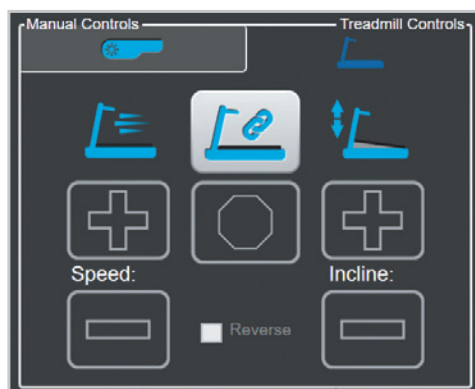 Manual Controls
Treadmill Controls
Speed:
Incline:
Reverse